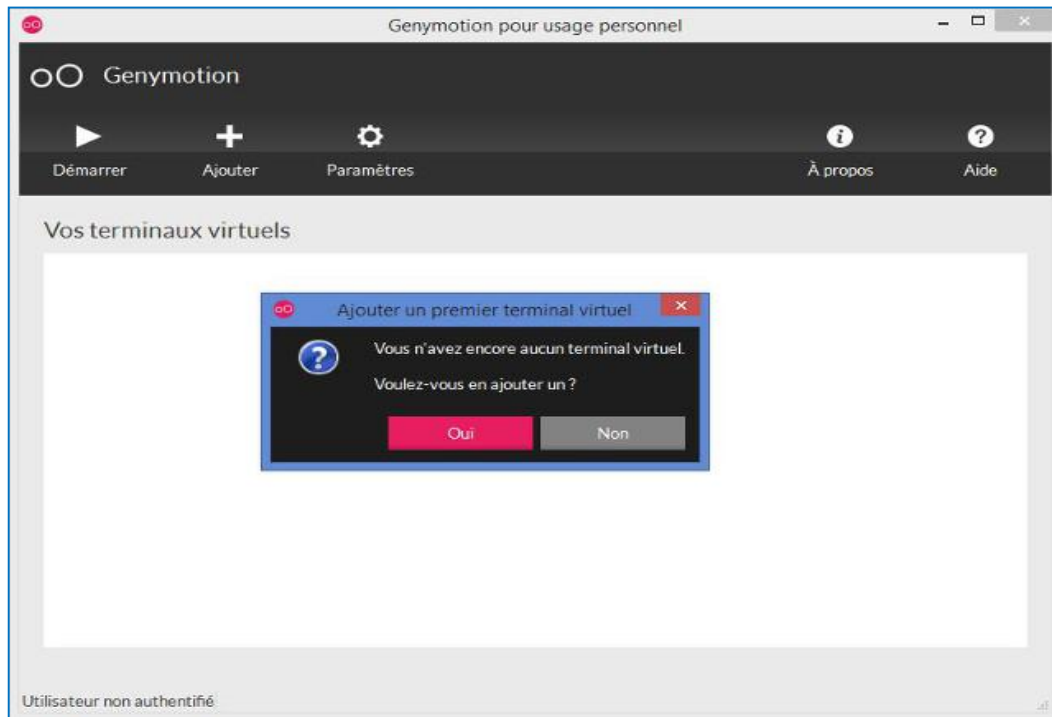 Genymotion pour usage personnel
Genymotion
Démarrer Ajouter Paramètres À propos Aide
Vos terminaux virtuels
Ajouter un premier terminal virtuel
Vous n'avez encore aucun terminal virtuel.
Voulez-vous en ajouter un ?
Oui Non
Utilisateur non authentifié